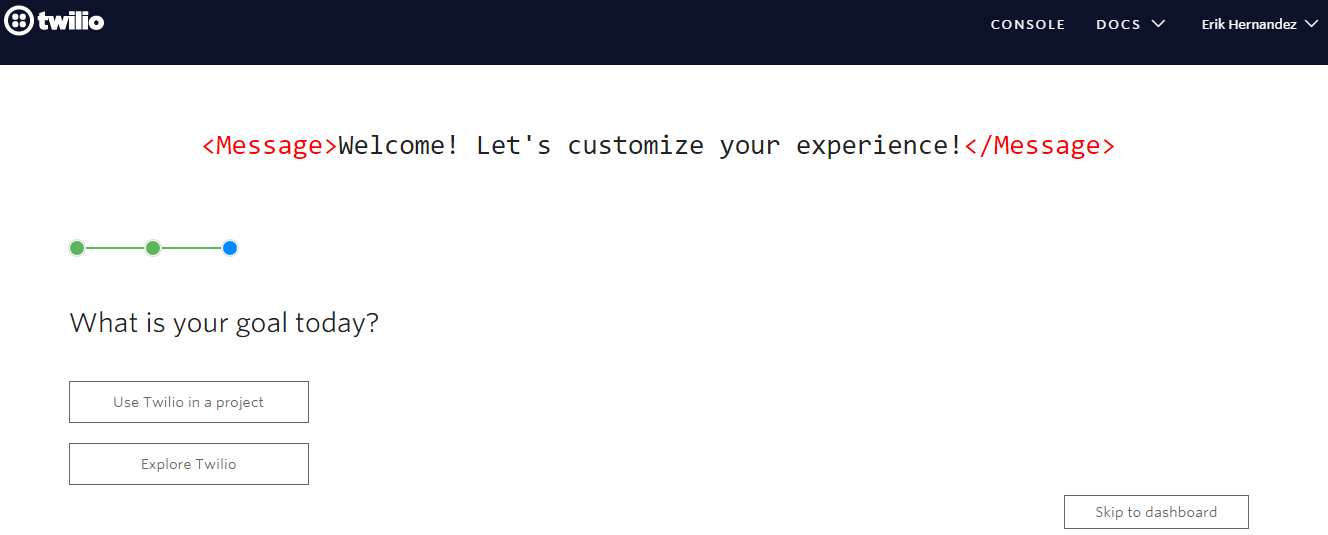 twilio
CONSOLE DOCS Erik Hernandez
<Message>Welcome! Let's customize your experience!</Message>
What is your goal today?
Use Twilio in a project
Explore Twilio
Skip to dashboard